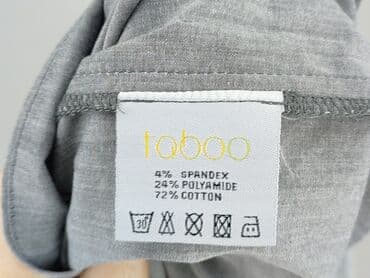 taboo
4% SPANDEX
24% POLYAMIDE
72% COTTON
30